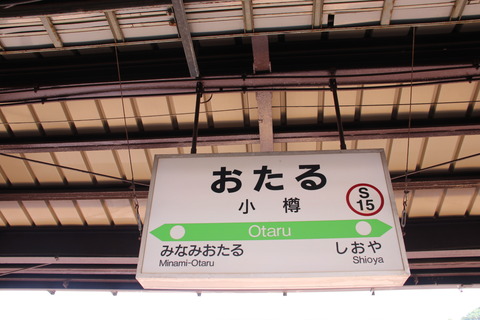 おたる
小樽
S
15
Otaru
みなみおたる しおや
Minami-Otaru Shioya